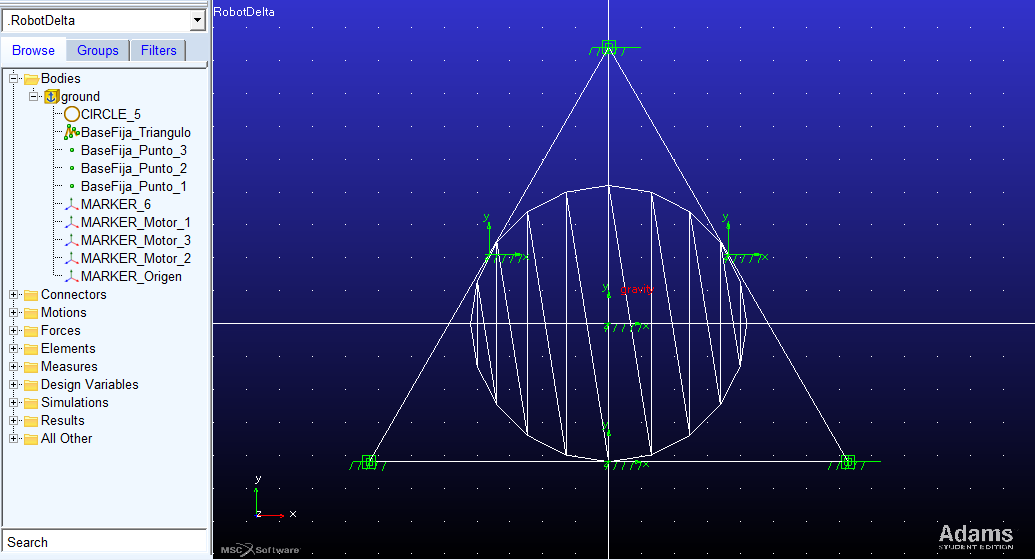 .RobotDelta
Browse Groups Filters
Bodies
ground
CIRCLE_5
BaseFija_Triangulo
BaseFija_Punto_3
BaseFija_Punto_2
BaseFija_Punto_1
MARKER_6
MARKER_Motor_1
MARKER_Motor_3
MARKER_Motor_2
MARKER_Origen
Connectors
Motions
Forces
Elements
Measures
Design Variables
Simulations
Results
All Other
Search
RobotDelta
y
y
x
x
y
gravity
x
y
x
y
z
x
MSC Software
Adams
STUDENT EDITION